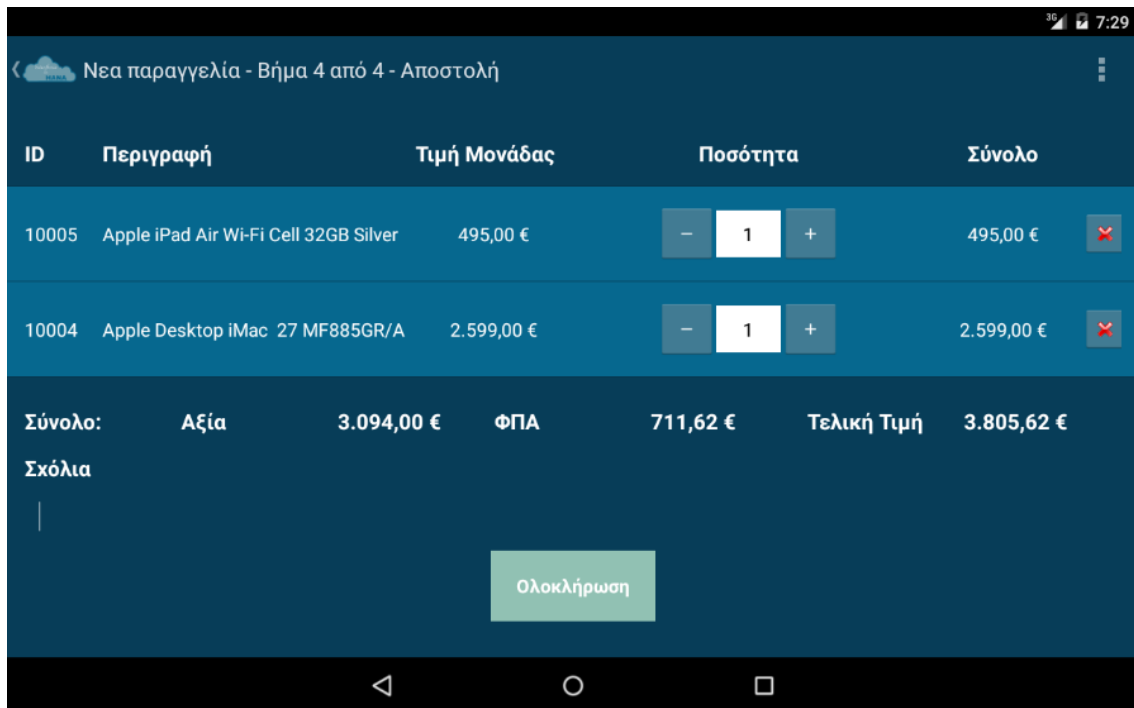 3G 7:29
Νεα παραγγελία - Βήμα 4 από 4 - Αποστολή
ID Περιγραφή Τιμή Μονάδας Ποσότητα Σύνολο
10005 Apple iPad Air Wi-Fi Cell 32GB Silver 495,00 € − 1 + 495,00 €
10004 Apple Desktop iMac 27 MF885GR/A 2.599,00 € − 1 + 2.599,00 €
Σύνολο: Αξία 3.094,00 € ΦΠΑ 711,62 € Τελική Τιμή 3.805,62 €
Σχόλια
Ολοκλήρωση